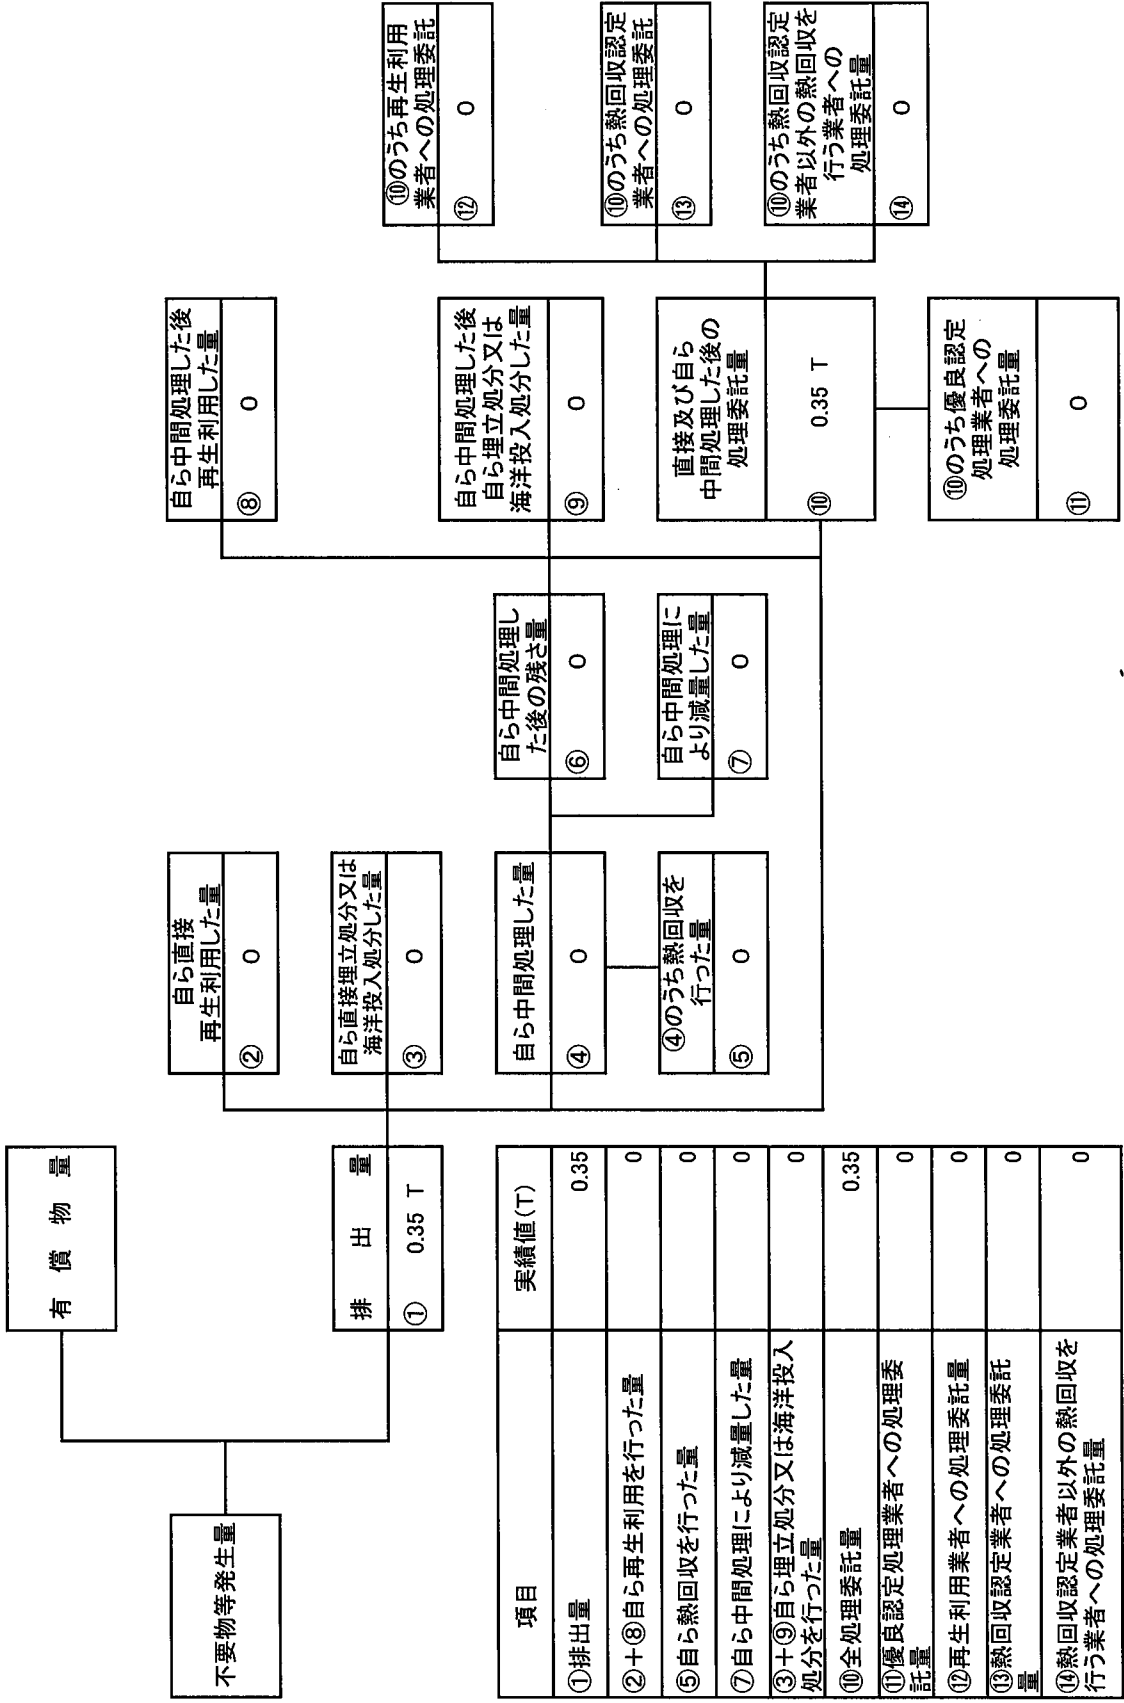 不要物等発生量
有償物量
排出量
① 0.35 T
自ら直接
再生利用した量
② 0
自ら直接埋立処分又は
海洋投入処分した量
③ 0
自ら中間処理した量
④ 0
④のうち熱回収を
行った量
⑤ 0
自ら中間処理し
た後の残さ量
⑥ 0
自ら中間処理に
より減量した量
⑦ 0
自ら中間処理した後
再生利用した量
⑧ 0
自ら中間処理した後
自ら埋立処分又は
海洋投入処分した量
⑨ 0
直接及び自ら
中間処理した後の
処理委託量
⑩ 0.35 T
⑩のうち優良認定
処理業者への
処理委託量
⑪ 0
⑩のうち再生利用
業者への処理委託
⑫ 0
⑩のうち熱回収認定
業者への処理委託
⑬ 0
⑩のうち熱回収認定
業者以外の熱回収を
行う業者への
処理委託量
⑭ 0
項目 実績値(T)
①排出量 0.35
②+⑧自ら再生利用を行った量 0
⑤自ら熱回収を行った量 0
⑦自ら中間処理により減量した量 0
③+⑨自ら埋立処分又は海洋投入 0
処分を行った量
⑩全処理委託量 0.35
⑪優良認定処理業者への処理委 0
託量
⑫再生利用業者への処理委託量 0
⑬熱回収認定業者への処理委託 0
量
⑭熱回収認定業者以外の熱回収を 0
行う業者への処理委託量